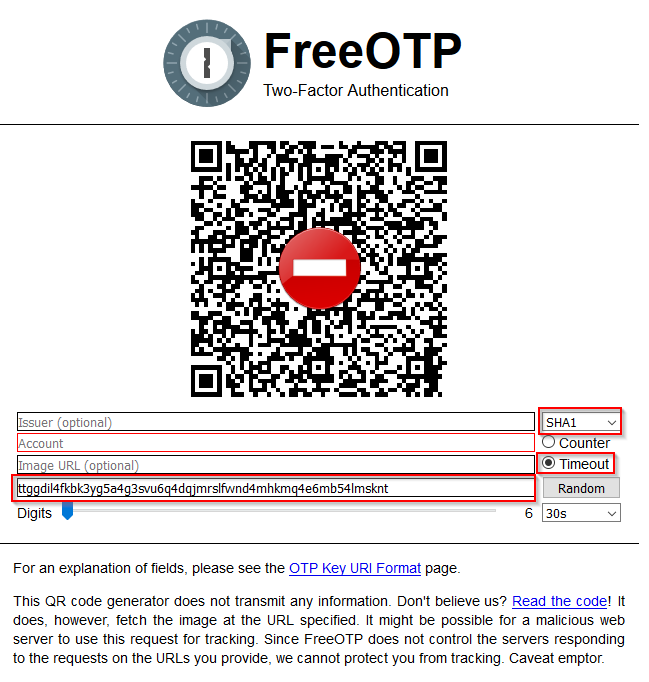 FreeOTP
Two-Factor Authentication
Issuer (optional)
SHA1
Account
Counter
Image URL (optional)
Timeout
ttggdil4fkbk3yg5a4g3svu6q4dqjmrslfwnd4mhkmq4e6mb54lmsknt
Random
Digits
6
30s
For an explanation of fields, please see the OTP Key URI Format page.
This QR code generator does not transmit any information. Don't believe us? Read the code! It
does, however, fetch the image at the URL specified. It might be possible for a malicious web
server to use this request for tracking. Since FreeOTP does not control the servers responding
to the requests on the URLs you provide, we cannot protect you from tracking. Caveat emptor.